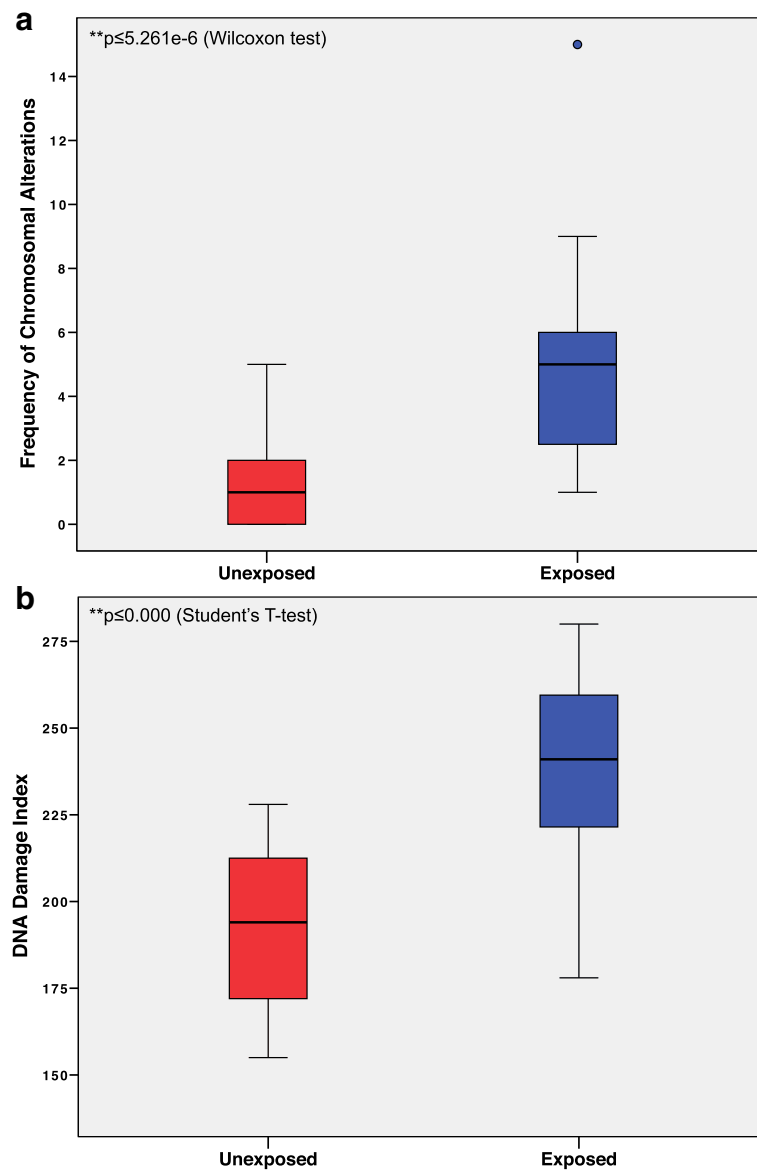 a
**p≤5.261e-6 (Wilcoxon test)
Frequency of Chromosomal Alterations
14
12
10
8
6
4
2
0
Unexposed
Exposed
b
**p≤0.000 (Student’s T-test)
DNA Damage Index
275
250
225
200
175
150
Unexposed
Exposed